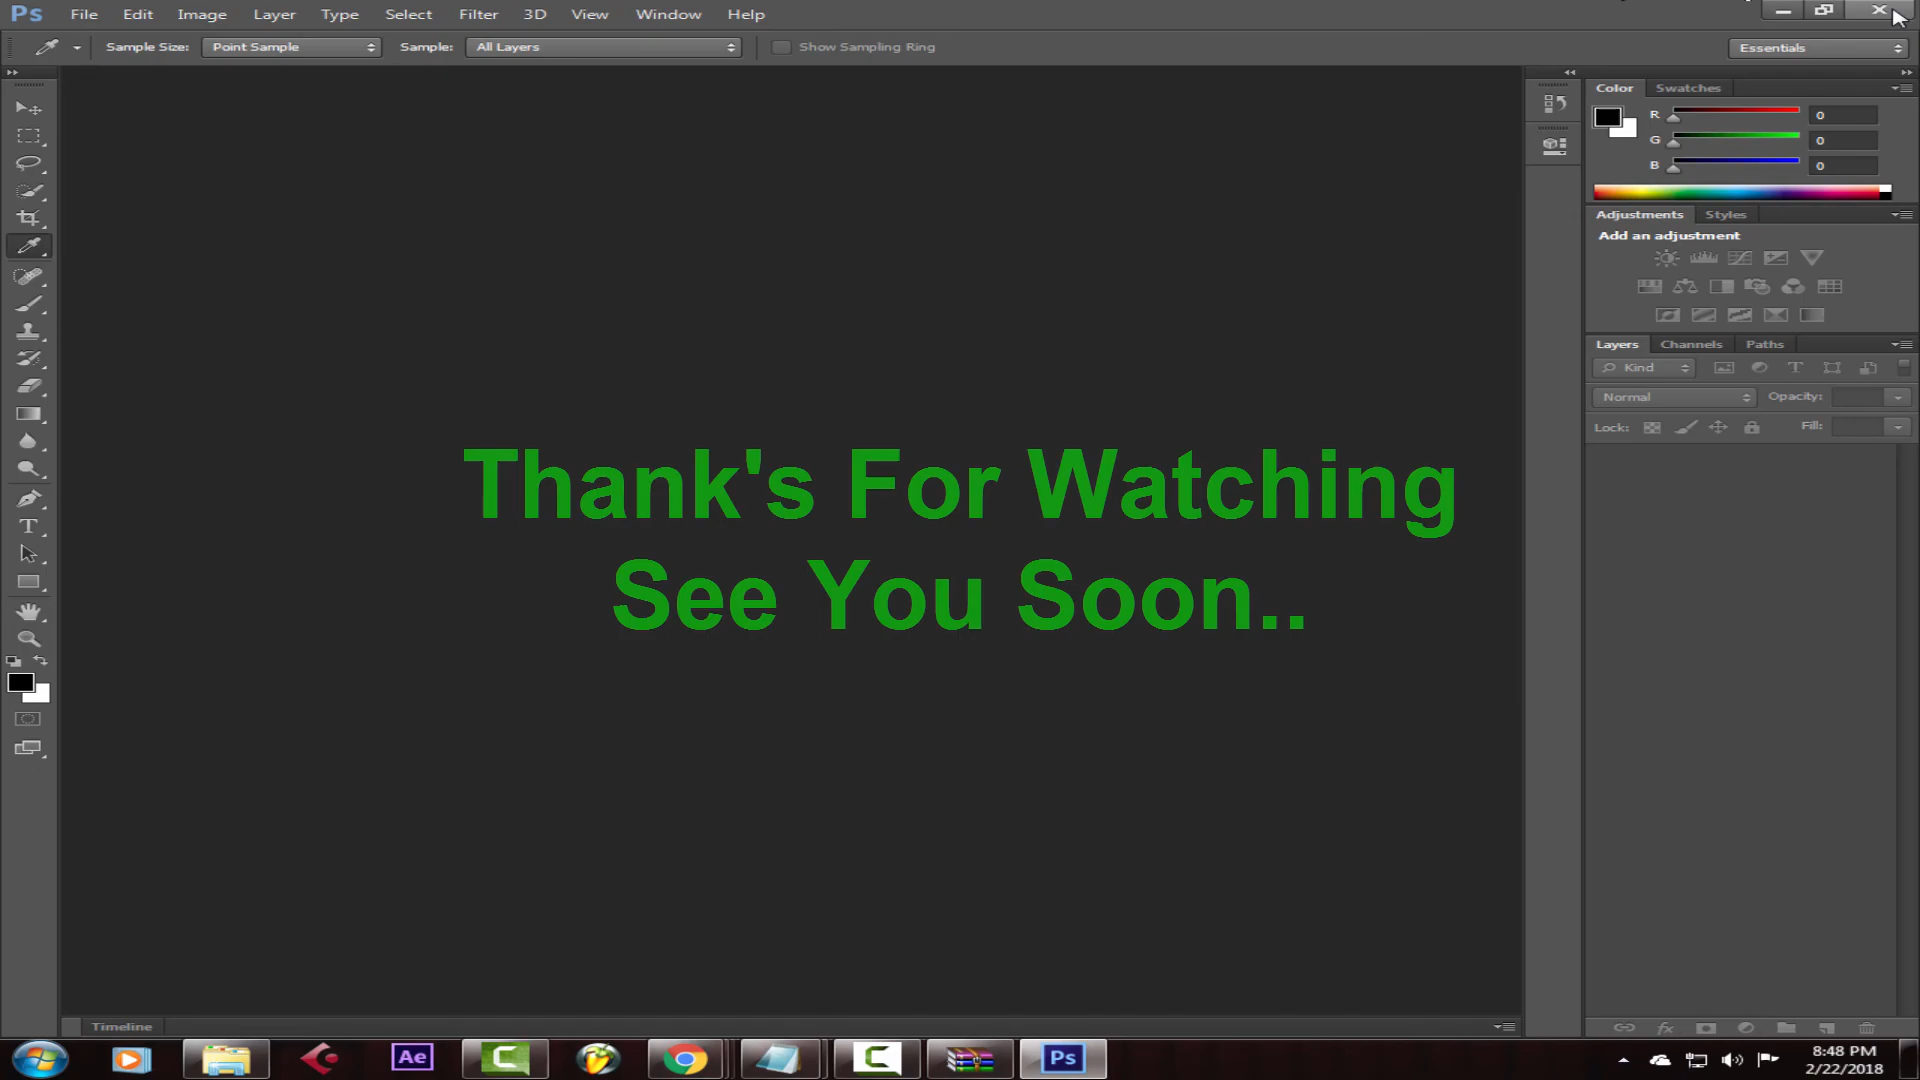 Ps File Edit Image Layer Type Select Filter 3D View Window Help
Sample Size: Point Sample Sample: All Layers Show Sampling Ring Essentials
Color Swatches
R 0
G 0
B 0
Adjustments Styles
Add an adjustment
Layers Channels Paths
Kind
Normal Opacity:
Lock: Fill:
Thank's For Watching
See You Soon..
Timeline
Ae Ps
8:48 PM
2/22/2018